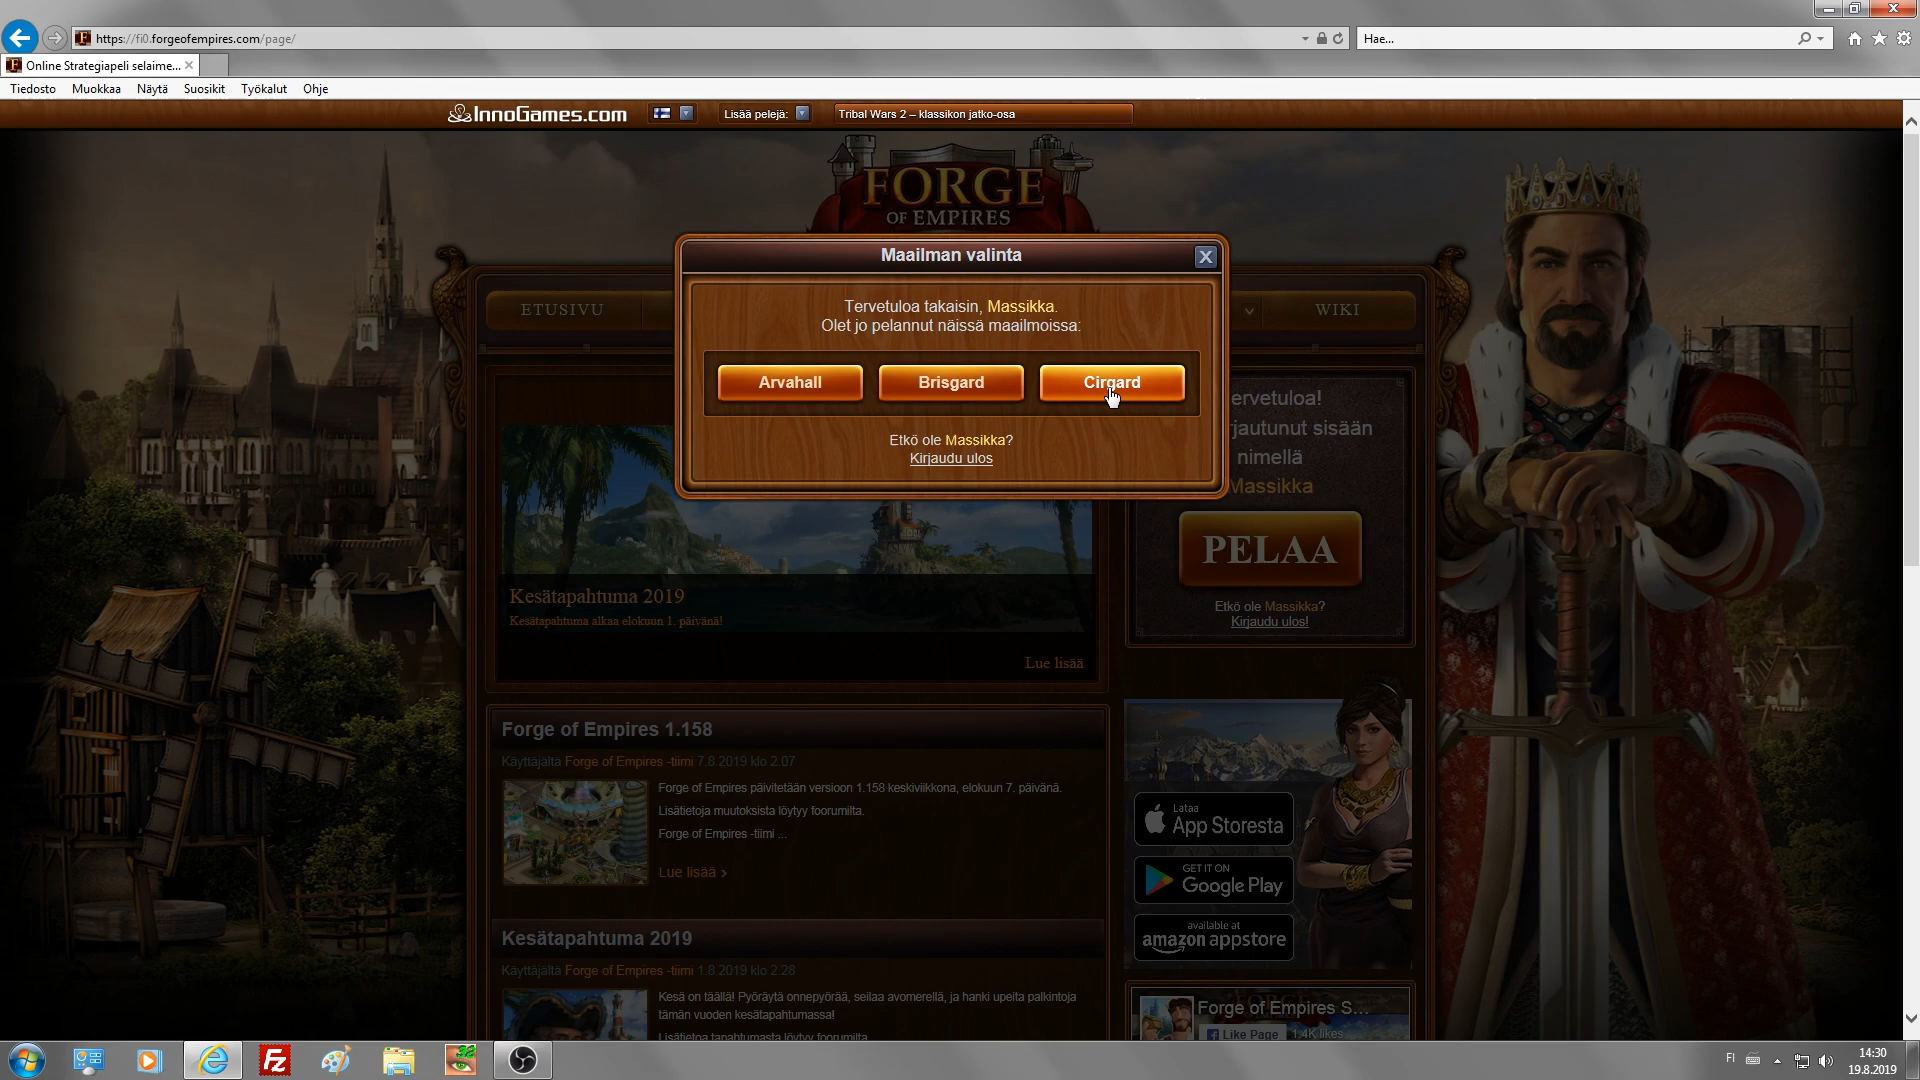 https://fi0.forgeofempires.com/page/
Hae...
Online Strategiapeli selaime...
Tiedosto Muokkaa Näytä Suosikit Työkalut Ohje
InnoGames.com
Lisää pelejä:
Tribal Wars 2 – klassikon jatko-osa
FORGE
OF EMPIRES
Maailman valinta
X
Tervetuloa takaisin, Massikka.
Olet jo pelannut näissä maailmoissa:
Arvahall Brisgard Cirgard
Etkö ole Massikka?
Kirjaudu ulos
ETUSIVU
WIKI
ervetuloa!
jautunut sisään
nimellä
Massikka
PELAA
Etkö ole Massikka?
Kirjaudu ulos!
Kesätapahtuma 2019
Kesätapahtuma alkaa elokuun 1. päivänä!
Lue lisää
Forge of Empires 1.158
Käyttäjältä Forge of Empires -tiimi 7.8.2019 klo 2.07
Forge of Empires päivitetään versioon 1.158 keskiviikkona, elokuun 7. päivänä.
Lisätietoja muutoksista löytyy foorumilta.
Forge of Empires -tiimi ...
Lue lisää ›
Kesätapahtuma 2019
Käyttäjältä Forge of Empires -tiimi 1.8.2019 klo 2.28
Kesä on täällä! Pyöräytä onnepyörää, seilaa avomerellä, ja hanki upeita palkintoja
tämän vuoden kesätapahtumassa!
Lisätietoa tapahtumasta löytyy foorumilta
Lataa
App Storesta
GET IT ON
Google Play
available at
amazon appstore
FORGE
Forge of Empires S...
Like Page 1.4K likes
FI
14:30
19.8.2019